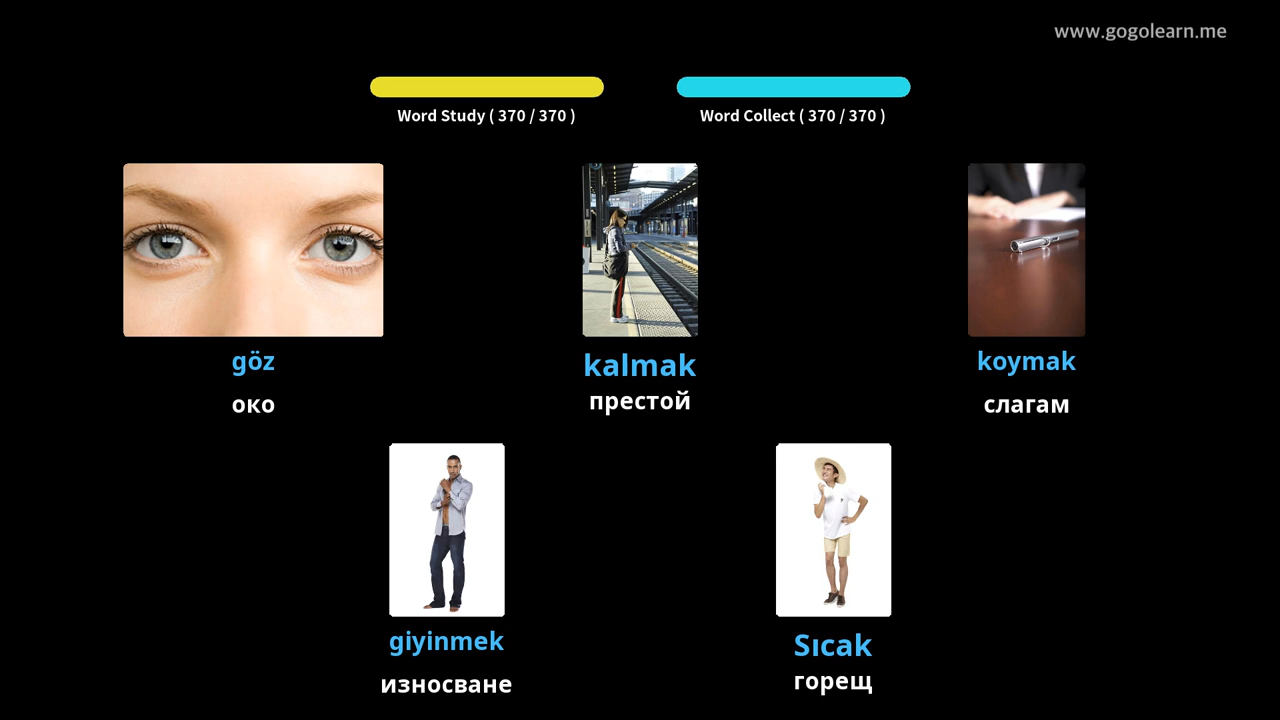 www.gogolearn.me
Word Study ( 370 / 370 )
Word Collect ( 370 / 370 )
göz
око
kalmak
престой
koymak
слагам
giyinmek
износване
Sıcak
горещ